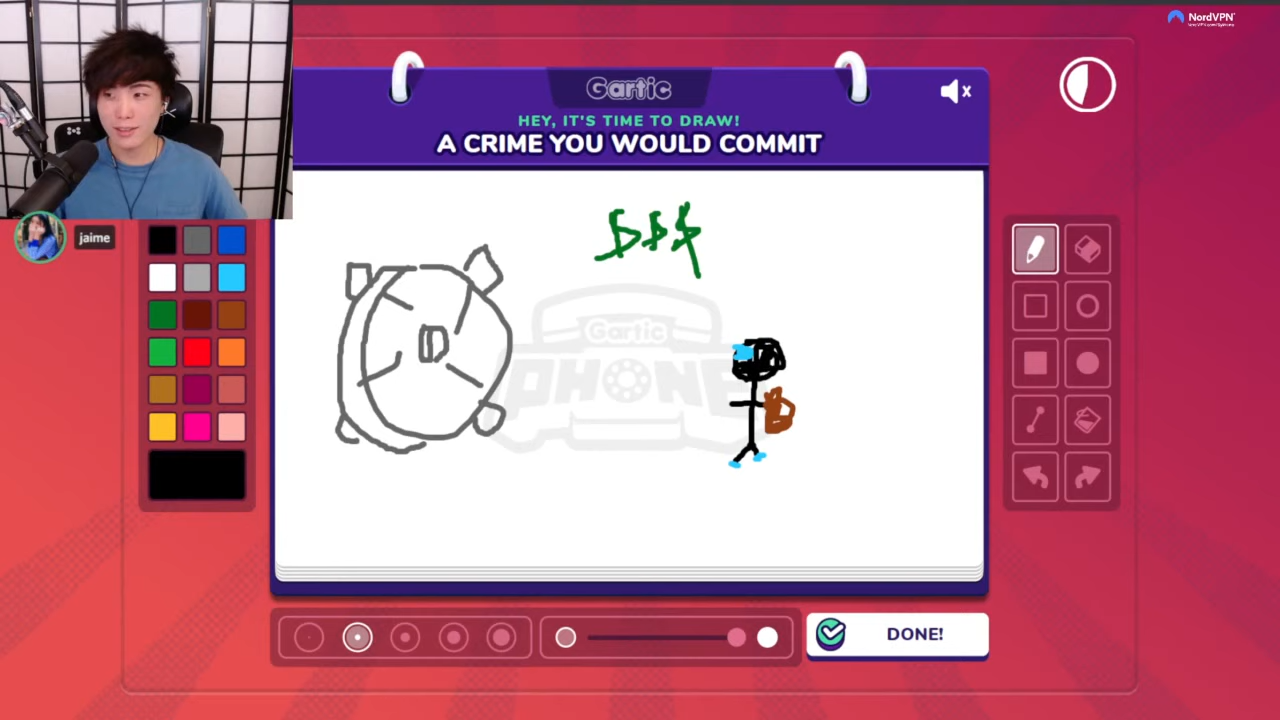 NordVPN
Gartic
HEY, IT'S TIME TO DRAW!
A CRIME YOU WOULD COMMIT
jaime
$$$
Gartic
PHONE
B
DONE!